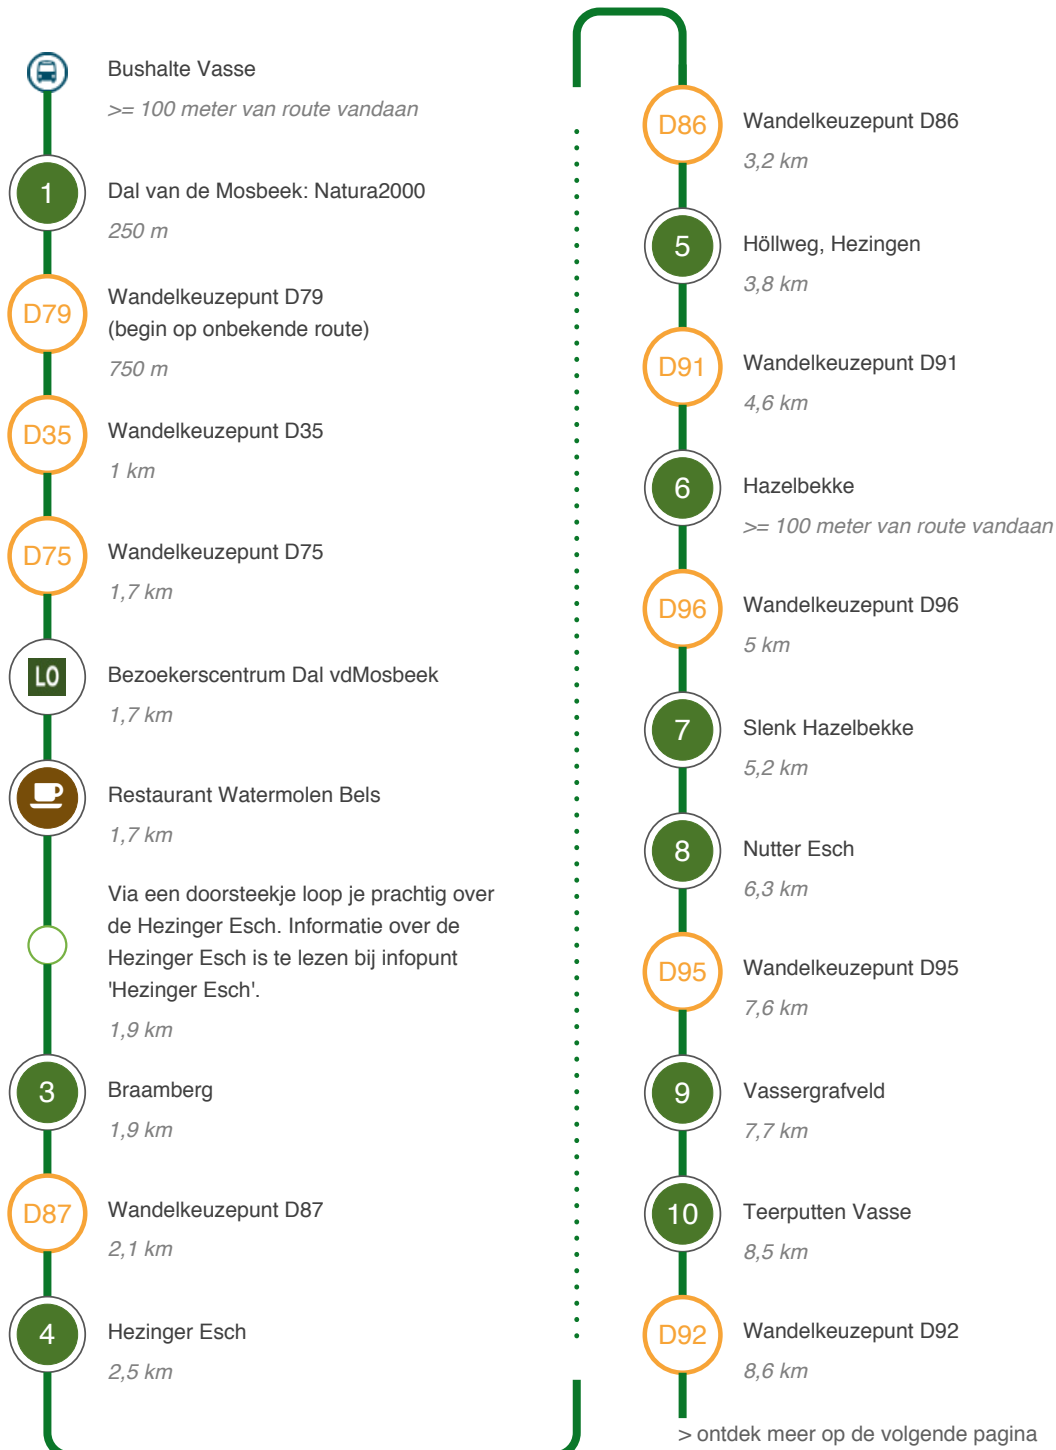 Bushalte Vasse
>= 100 meter van route vandaan
1
Dal van de Mosbeek: Natura2000
250 m
D79
Wandelkeuzepunt D79
(begin op onbekende route)
750 m
D35
Wandelkeuzepunt D35
1 km
D75
Wandelkeuzepunt D75
1,7 km
LO
Bezoekerscentrum Dal vdMosbeek
1,7 km
Restaurant Watermolen Bels
1,7 km
Via een doorsteekje loop je prachtig over
de Hezinger Esch. Informatie over de
Hezinger Esch is te lezen bij infopunt
'Hezinger Esch'.
1,9 km
3
Braamberg
1,9 km
D87
Wandelkeuzepunt D87
2,1 km
4
Hezinger Esch
2,5 km
D86
Wandelkeuzepunt D86
3,2 km
5
Höllweg, Hezingen
3,8 km
D91
Wandelkeuzepunt D91
4,6 km
6
Hazelbekke
>= 100 meter van route vandaan
D96
Wandelkeuzepunt D96
5 km
7
Slenk Hazelbekke
5,2 km
8
Nutter Esch
6,3 km
D95
Wandelkeuzepunt D95
7,6 km
9
Vassergrafveld
7,7 km
10
Teerputten Vasse
8,5 km
D92
Wandelkeuzepunt D92
8,6 km
> ontdek meer op de volgende pagina